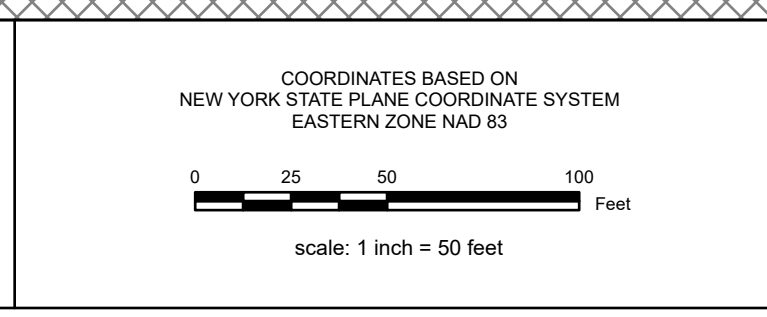 COORDINATES BASED ON
NEW YORK STATE PLANE COORDINATE SYSTEM
EASTERN ZONE NAD 83
0 25 50 100
Feet
scale: 1 inch = 50 feet